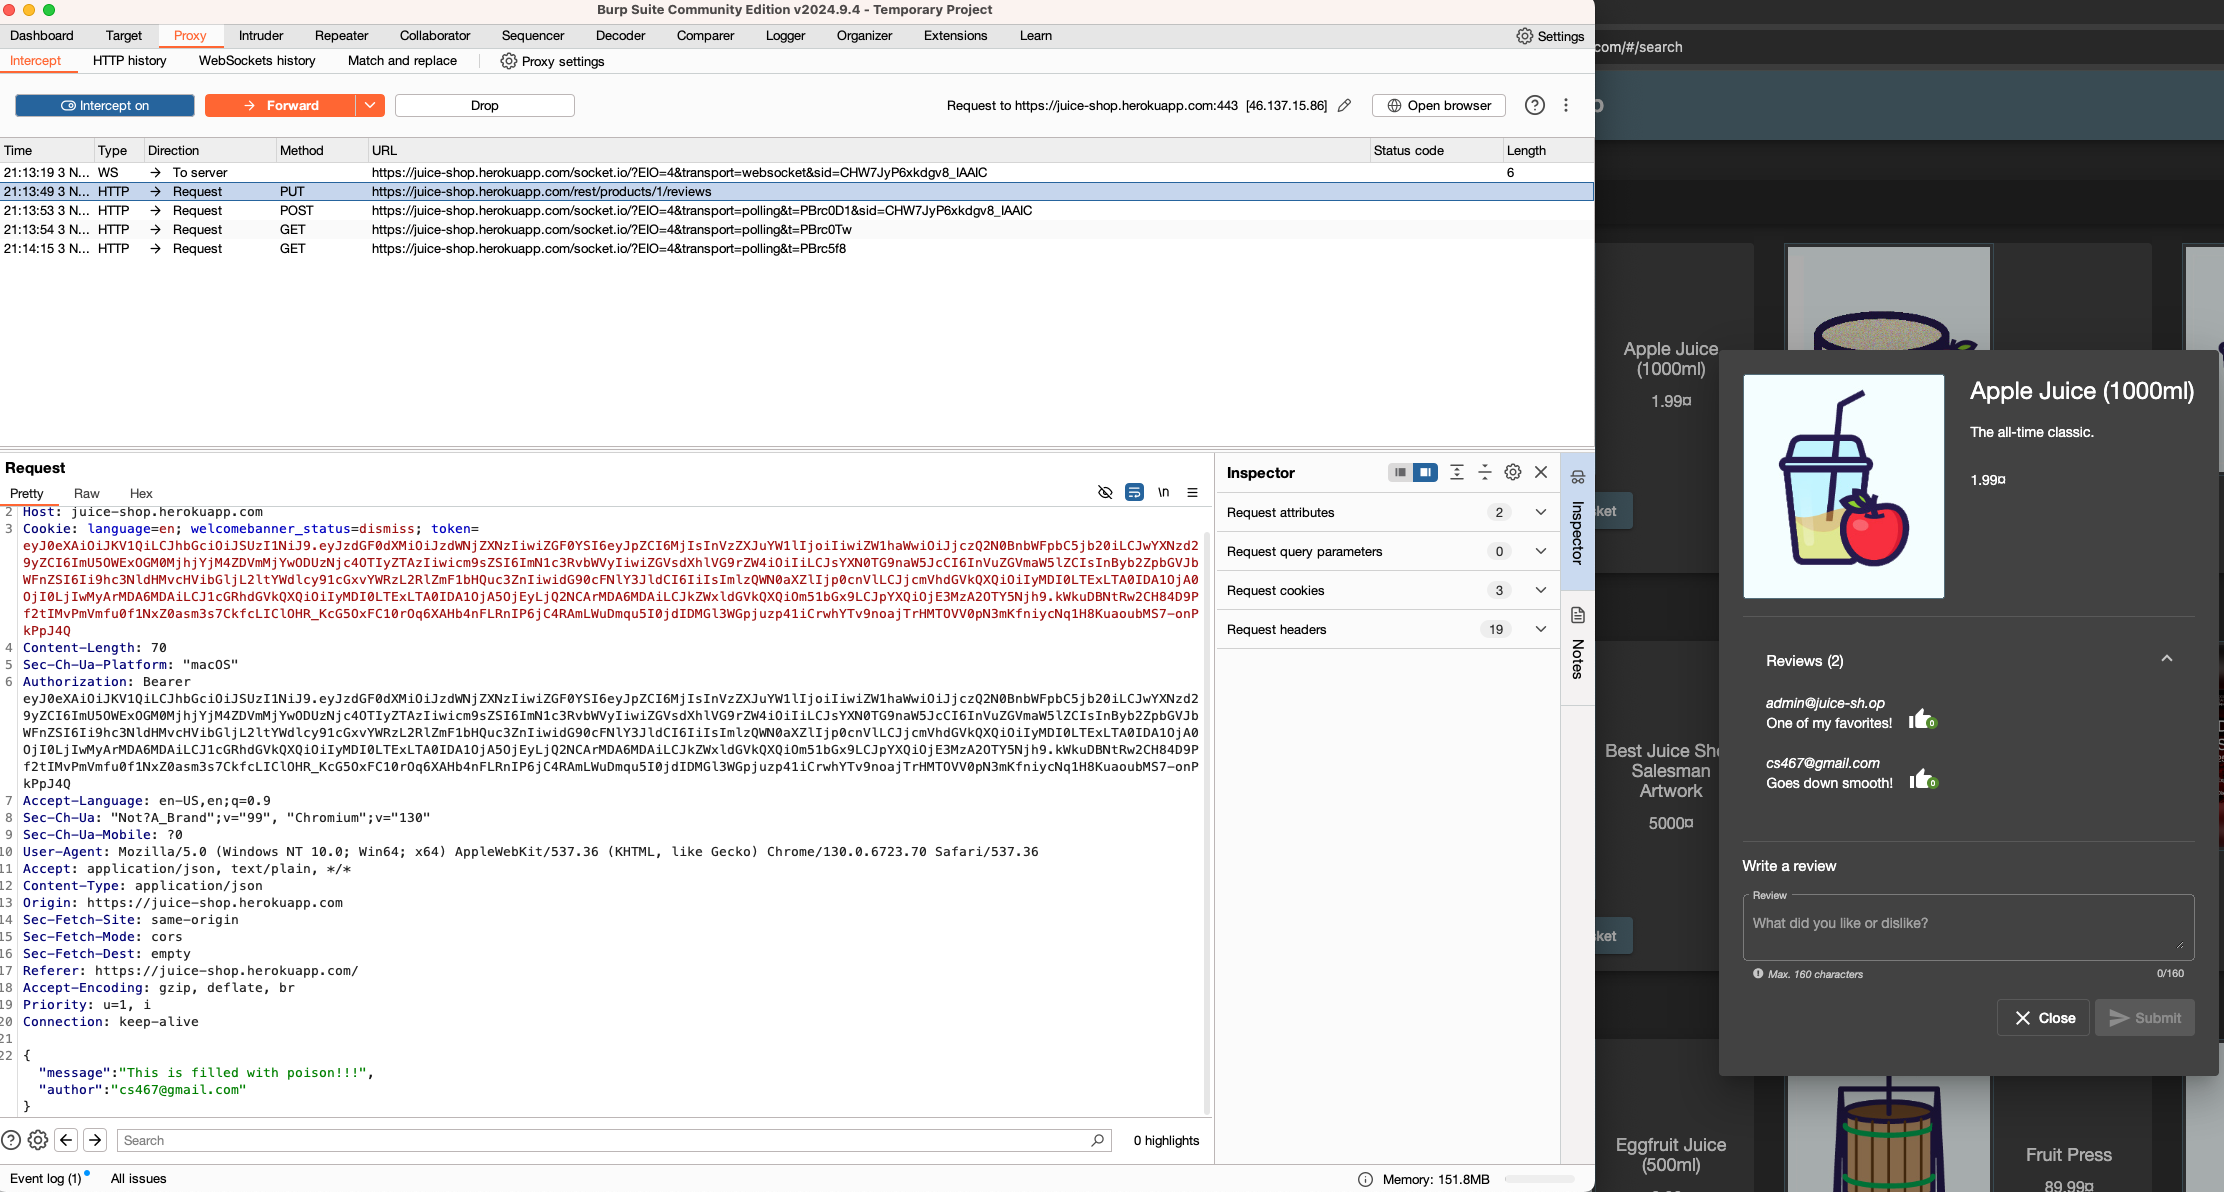 Burp Suite Community Edition v2024.9.4 - Temporary Project
Dashboard Target Proxy Intruder Repeater Collaborator Sequencer Decoder Comparer Logger Organizer Extensions Learn Settings
Intercept HTTP history WebSockets history Match and replace Proxy settings
Intercept on Forward Drop Request to https://juice-shop.herokuapp.com:443 [46.137.15.86] Open browser
Time Type Direction Method URL Status code Length
21:13:19 3 N... WS → To server https://juice-shop.herokuapp.com/socket.io/?EIO=4&transport=websocket&sid=CHW7JyP6xkdgv8_IAAIC 6
21:13:49 3 N... HTTP → Request PUT https://juice-shop.herokuapp.com/rest/products/1/reviews
21:13:53 3 N... HTTP → Request POST https://juice-shop.herokuapp.com/socket.io/?EIO=4&transport=polling&t=PBrc0D1&sid=CHW7JyP6xkdgv8_IAAIC
21:13:54 3 N... HTTP → Request GET https://juice-shop.herokuapp.com/socket.io/?EIO=4&transport=polling&t=PBrc0Tw
21:14:15 3 N... HTTP → Request GET https://juice-shop.herokuapp.com/socket.io/?EIO=4&transport=polling&t=PBrc5f8
Request
Pretty Raw Hex
\n
2 Host: juice-shop.herokuapp.com
3 Cookie: language=en; welcomebanner_status=dismiss; token=
kPpJ4Q
4 Content-Length: 70
5 Sec-Ch-Ua-Platform: "macOS"
6 Authorization: Bearer
kPpJ4Q
7 Accept-Language: en-US,en;q=0.9
8 Sec-Ch-Ua: "Not?A_Brand";v="99", "Chromium";v="130"
9 Sec-Ch-Ua-Mobile: ?0
10 User-Agent: Mozilla/5.0 (Windows NT 10.0; Win64; x64) AppleWebKit/537.36 (KHTML, like Gecko) Chrome/130.0.6723.70 Safari/537.36
11 Accept: application/json, text/plain, */*
12 Content-Type: application/json
13 Origin: https://juice-shop.herokuapp.com
14 Sec-Fetch-Site: same-origin
15 Sec-Fetch-Mode: cors
16 Sec-Fetch-Dest: empty
17 Referer: https://juice-shop.herokuapp.com/
18 Accept-Encoding: gzip, deflate, br
19 Priority: u=1, i
20 Connection: keep-alive
21
22 {
"message":"This is filled with poison!!!",
"author":"cs467@gmail.com"
}
Search 0 highlights
Event log (1) All issues Memory: 151.8MB
Inspector
Request attributes 2
Request query parameters 0
Request cookies 3
Request headers 19
Inspector
Notes
com/#/search
Apple Juice
(1000ml)
1.99¤
ket
Best Juice Sh
Salesman
Artwork
5000¤
ket
Eggfruit Juice
(500ml)
Fruit Press
89.99¤
Apple Juice (1000ml)
The all-time classic.
1.99¤
Reviews (2)
admin@juice-sh.op
One of my favorites! 0
cs467@gmail.com
Goes down smooth! 0
Write a review
Review
What did you like or dislike?
Max. 160 characters 0/160
Close Submit